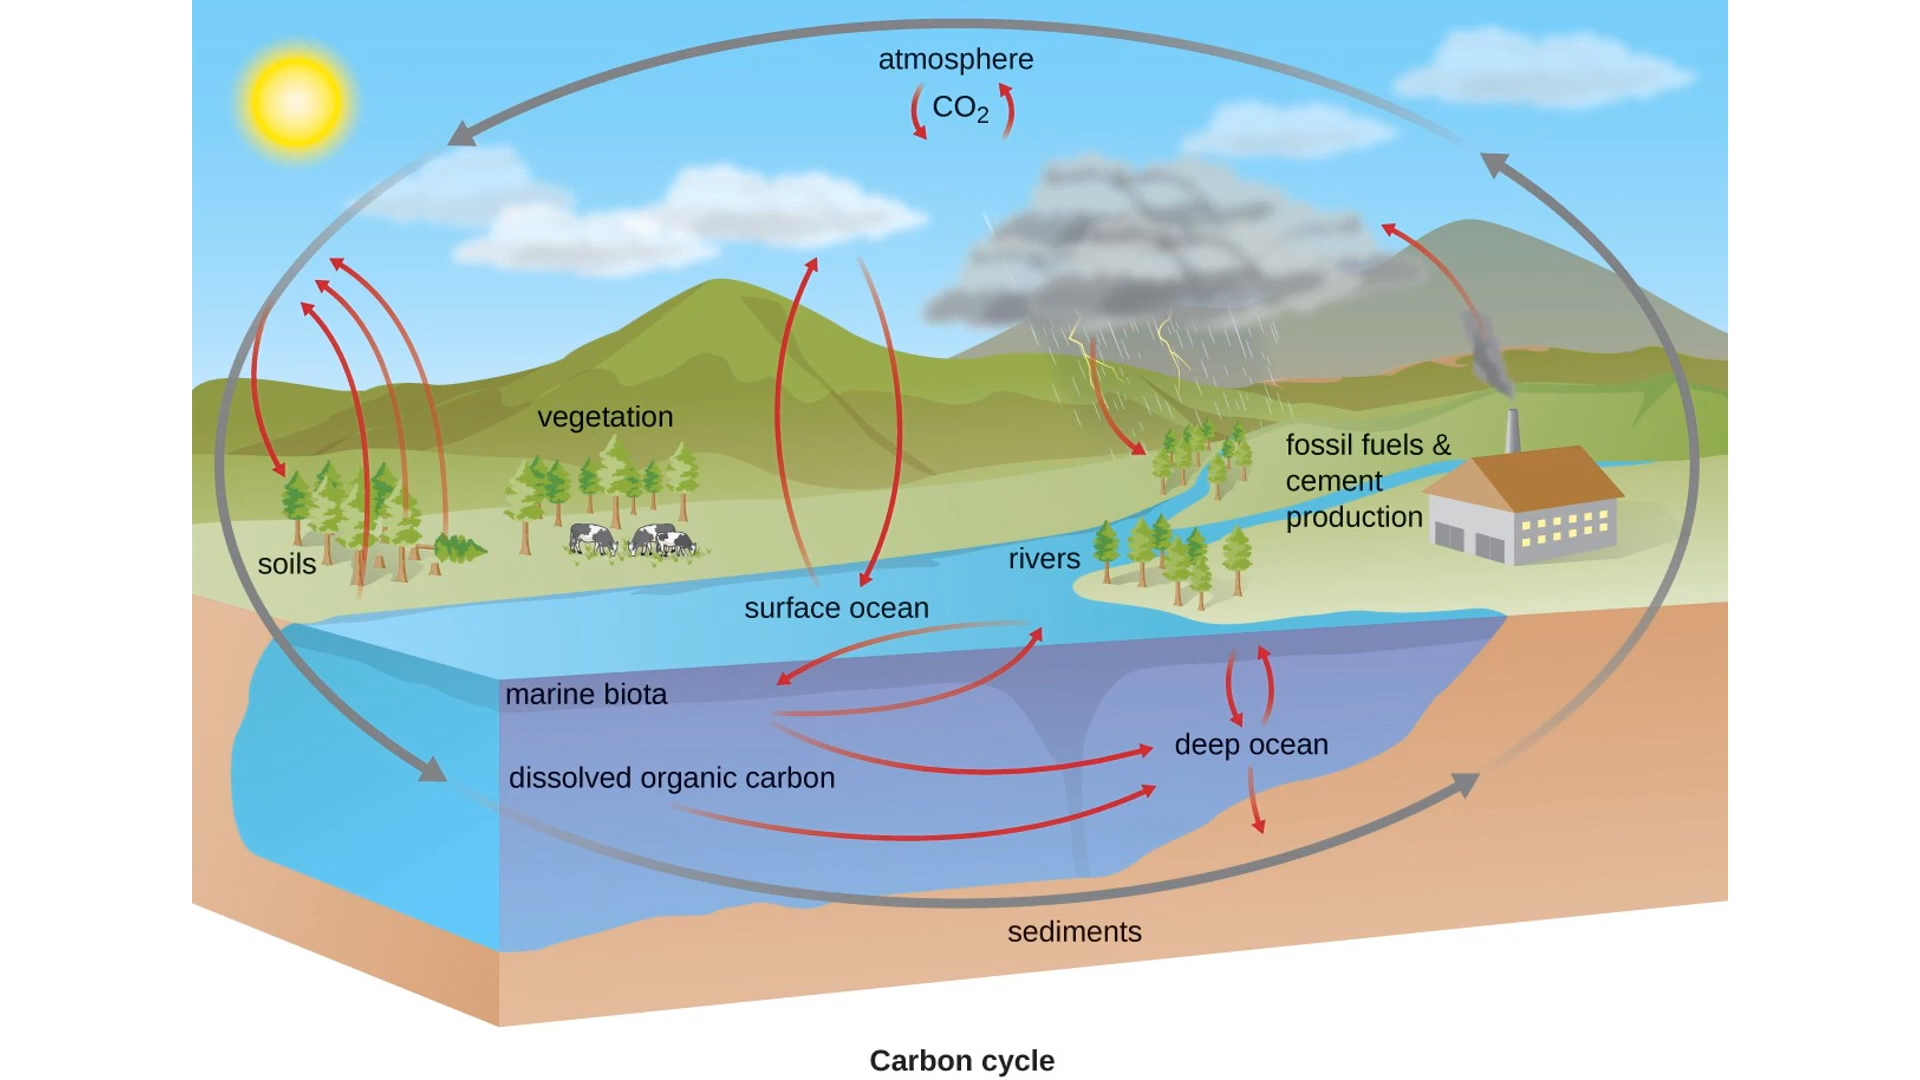 atmosphere
CO2
vegetation
fossil fuels &
cement
production
soils
rivers
surface ocean
marine biota
deep ocean
dissolved organic carbon
sediments
Carbon cycle